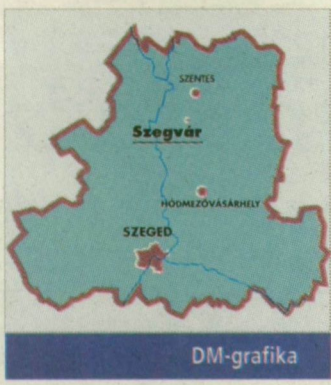 SZENTES
Szegvár
HÓDMEZŐVÁSÁRHELY
SZEGED
DM-grafika